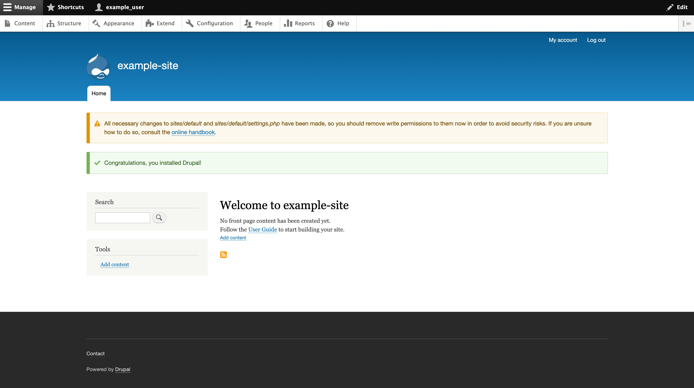 Manage Shortcuts example_user Edit
Content Structure Appearance Extend Configuration People Reports Help
My account Log out
example-site
Home
All necessary changes to sites/default and sites/default/settings.php have been made, so you should remove write permissions to them now in order to avoid security risks. If you are unsure
how to do so, consult the online handbook.
Congratulations, you installed Drupal!
Search
Welcome to example-site
No front page content has been created yet.
Follow the User Guide to start building your site.
Add content
Tools
Add content
Contact
Powered by Drupal